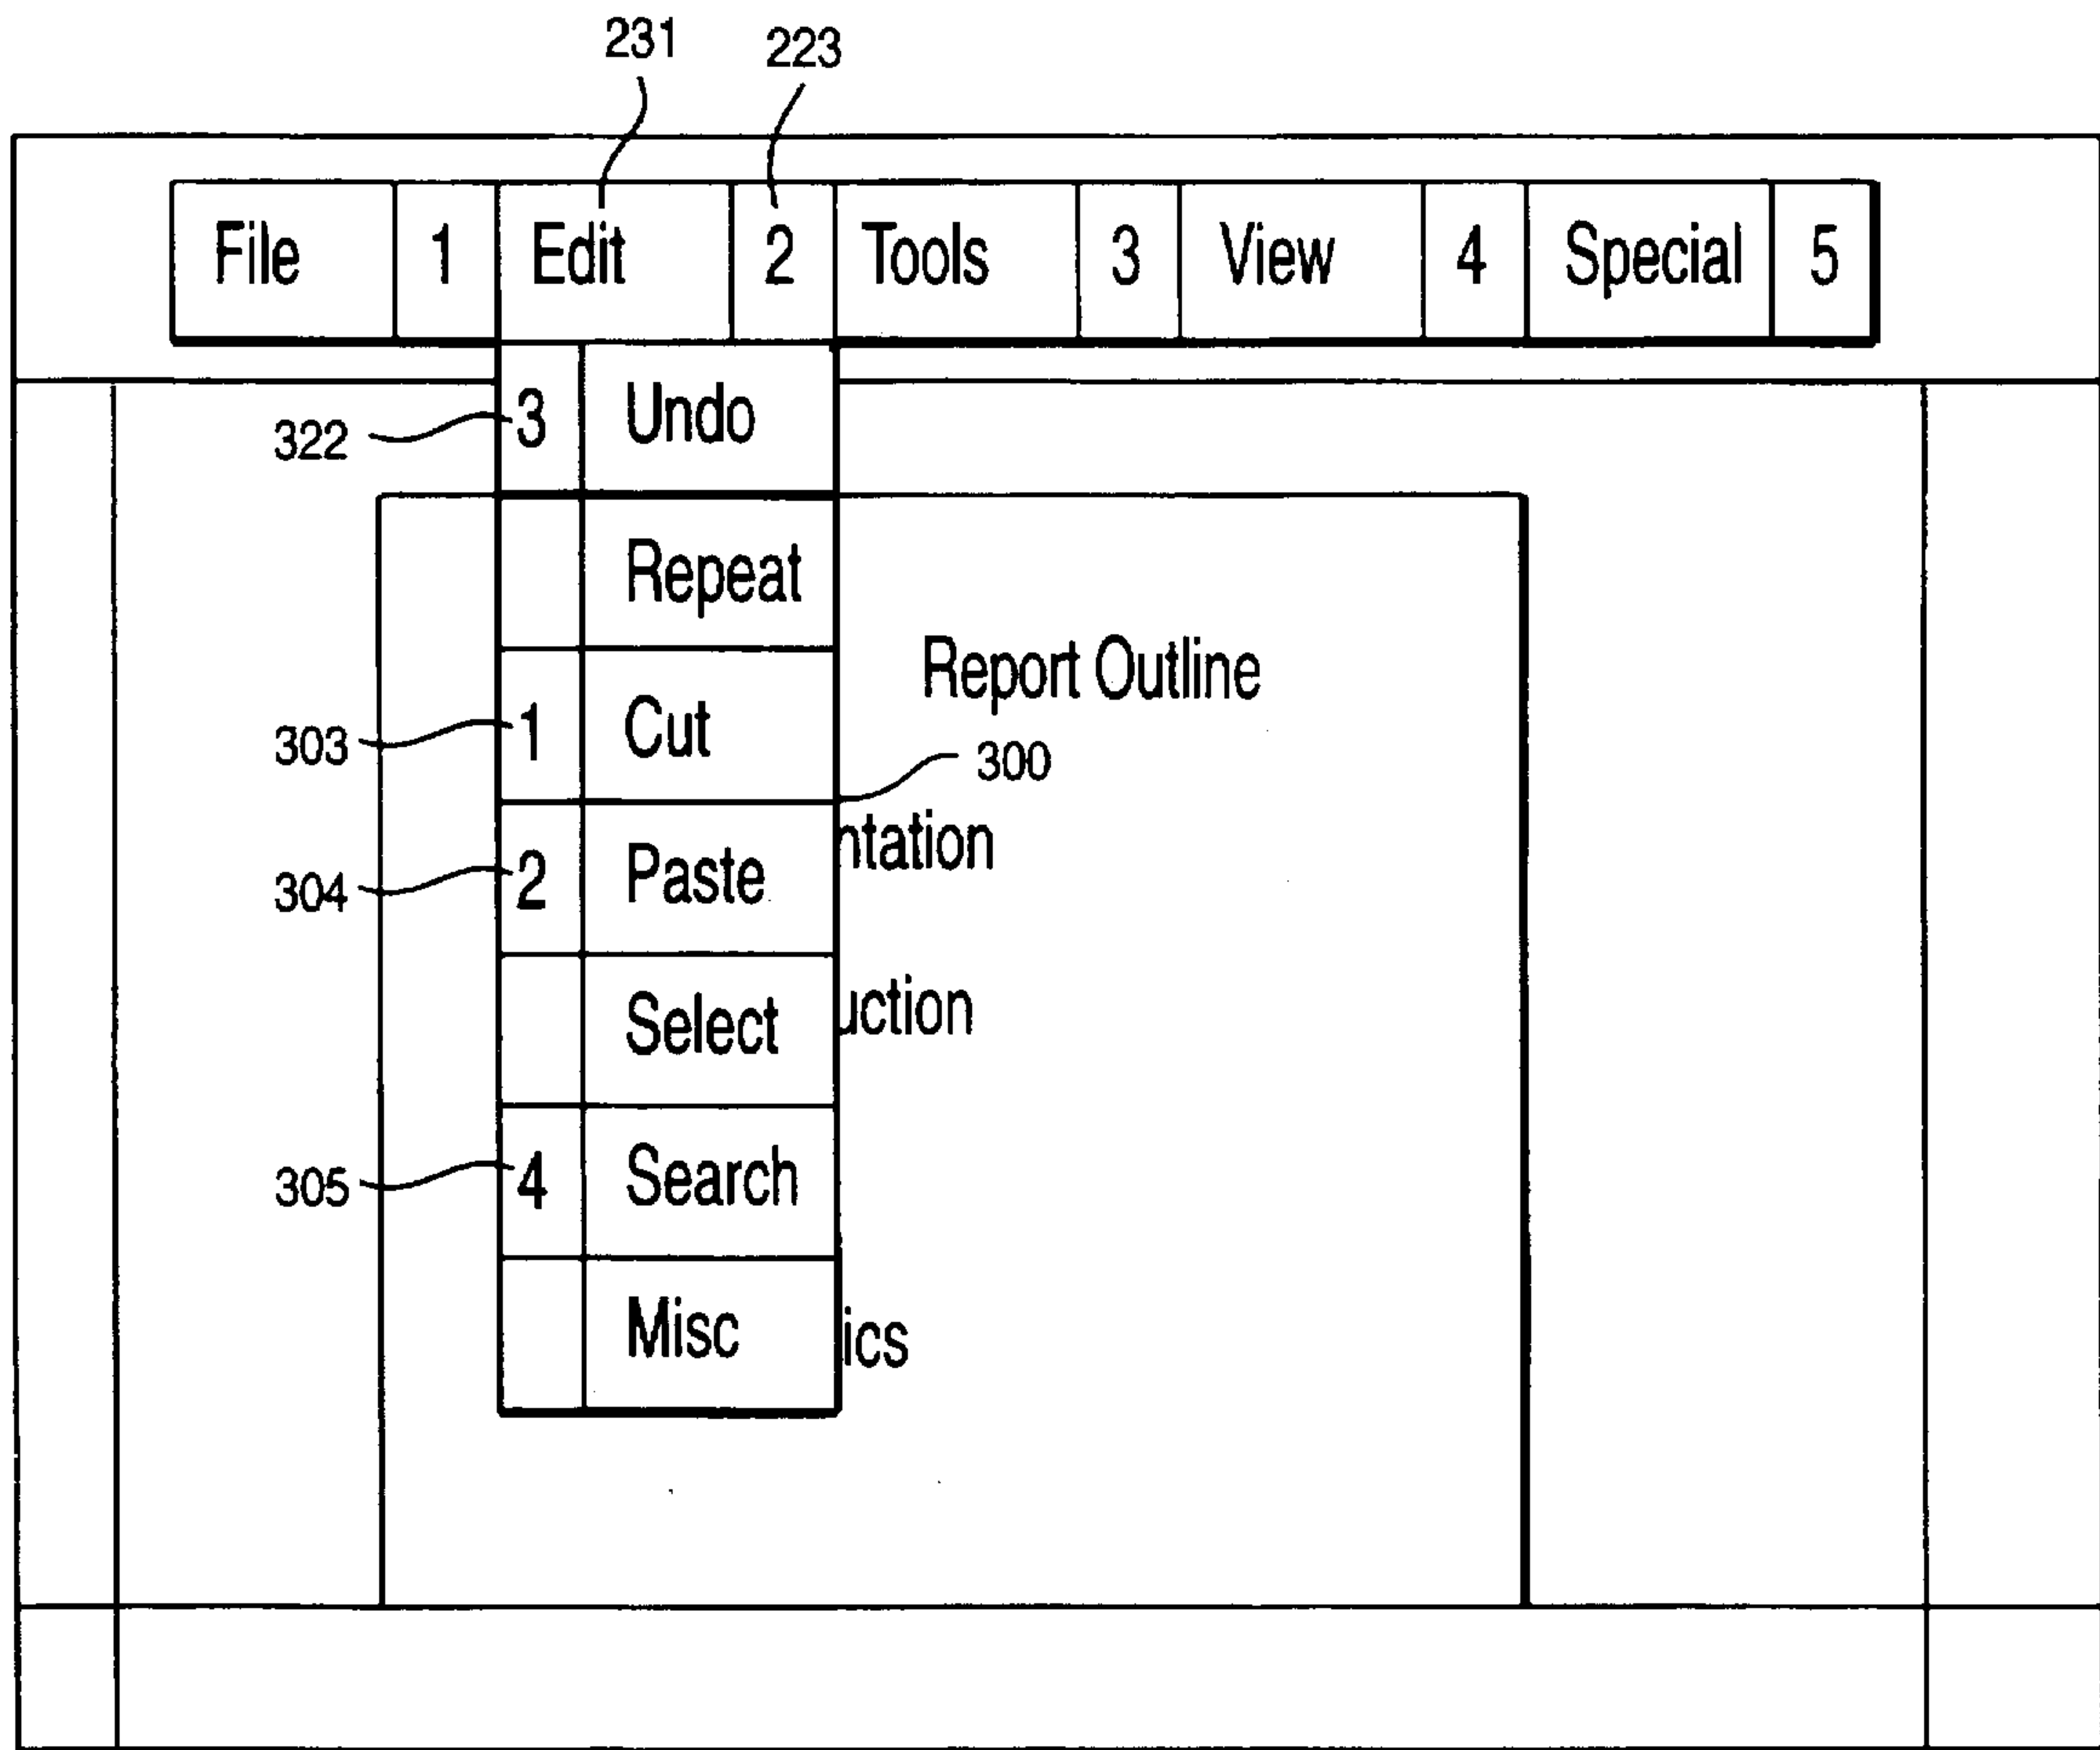 231 223
File 1 Edit 2 Tools 3 View 4 Special 5
322 3 Undo
Repeat
Report Outline
303 1 Cut
300
304 2 Paste ntation
Select uction
305 4 Search
Misc ics